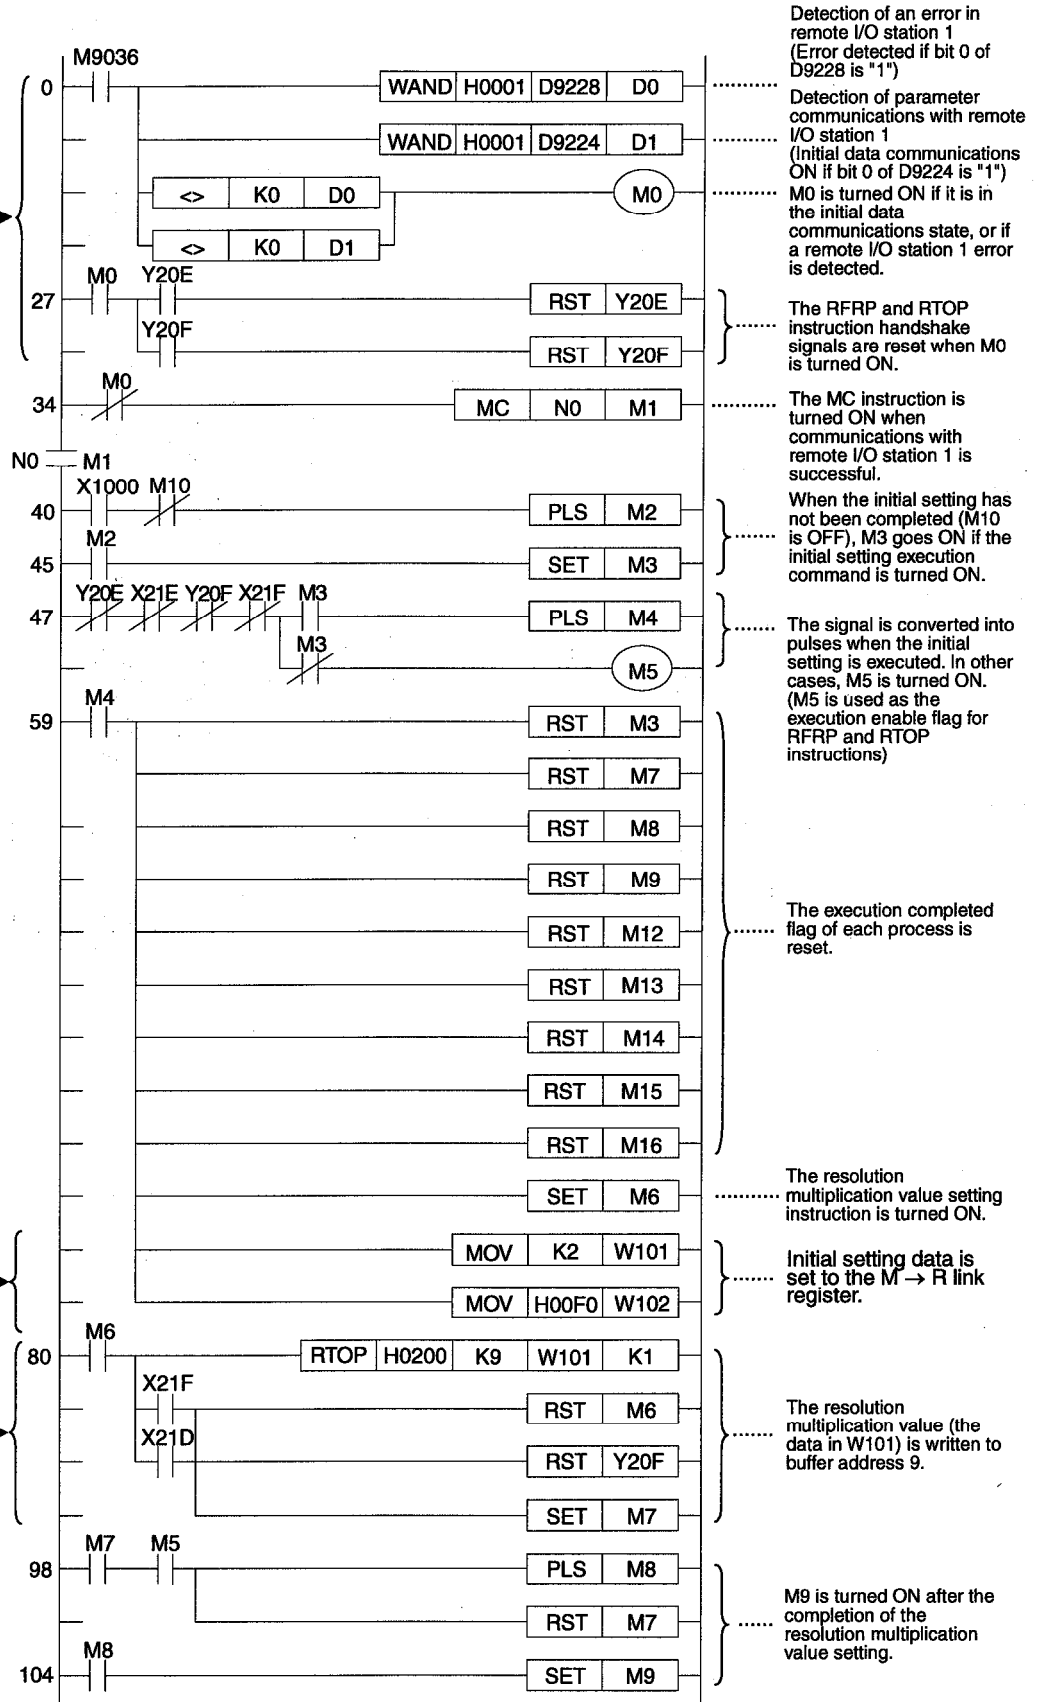 Detection of an error in
remote I/O station 1
(Error detected if bit 0 of
D9228 is "1")
M9036
0 WAND H0001 D9228 D0
Detection of parameter
communications with remote
I/O station 1
(Initial data communications
ON if bit 0 of D9224 is "1")
WAND H0001 D9224 D1
<> K0 D0 M0
<> K0 D1
M0 is turned ON if it is in
the initial data
communications state, or if
a remote I/O station 1 error
is detected.
M0 Y20E
27 RST Y20E
Y20F
RST Y20F
The RFRP and RTOP
instruction handshake
signals are reset when M0
is turned ON.
M0
34 MC N0 M1
The MC instruction is
turned ON when
communications with
remote I/O station 1 is
successful.
N0 M1
X1000 M10
40 PLS M2
M2
45 SET M3
When the initial setting has
not been completed (M10
is OFF), M3 goes ON if the
initial setting execution
command is turned ON.
Y20E X21E Y20F X21F M3
47 PLS M4
M3
M5
The signal is converted into
pulses when the initial
setting is executed. In other
cases, M5 is turned ON.
(M5 is used as the
execution enable flag for
RFRP and RTOP
instructions)
M4
59 RST M3
RST M7
RST M8
RST M9
RST M12
RST M13
RST M14
RST M15
RST M16
The execution completed
flag of each process is
reset.
SET M6
The resolution
multiplication value setting
instruction is turned ON.
MOV K2 W101
MOV H00F0 W102
Initial setting data is
set to the M → R link
register.
M6
80 RTOP H0200 K9 W101 K1
X21F
RST M6
X21D
RST Y20F
SET M7
The resolution
multiplication value (the
data in W101) is written to
buffer address 9.
M7 M5
98 PLS M8
RST M7
M8
104 SET M9
M9 is turned ON after the
completion of the
resolution multiplication
value setting.